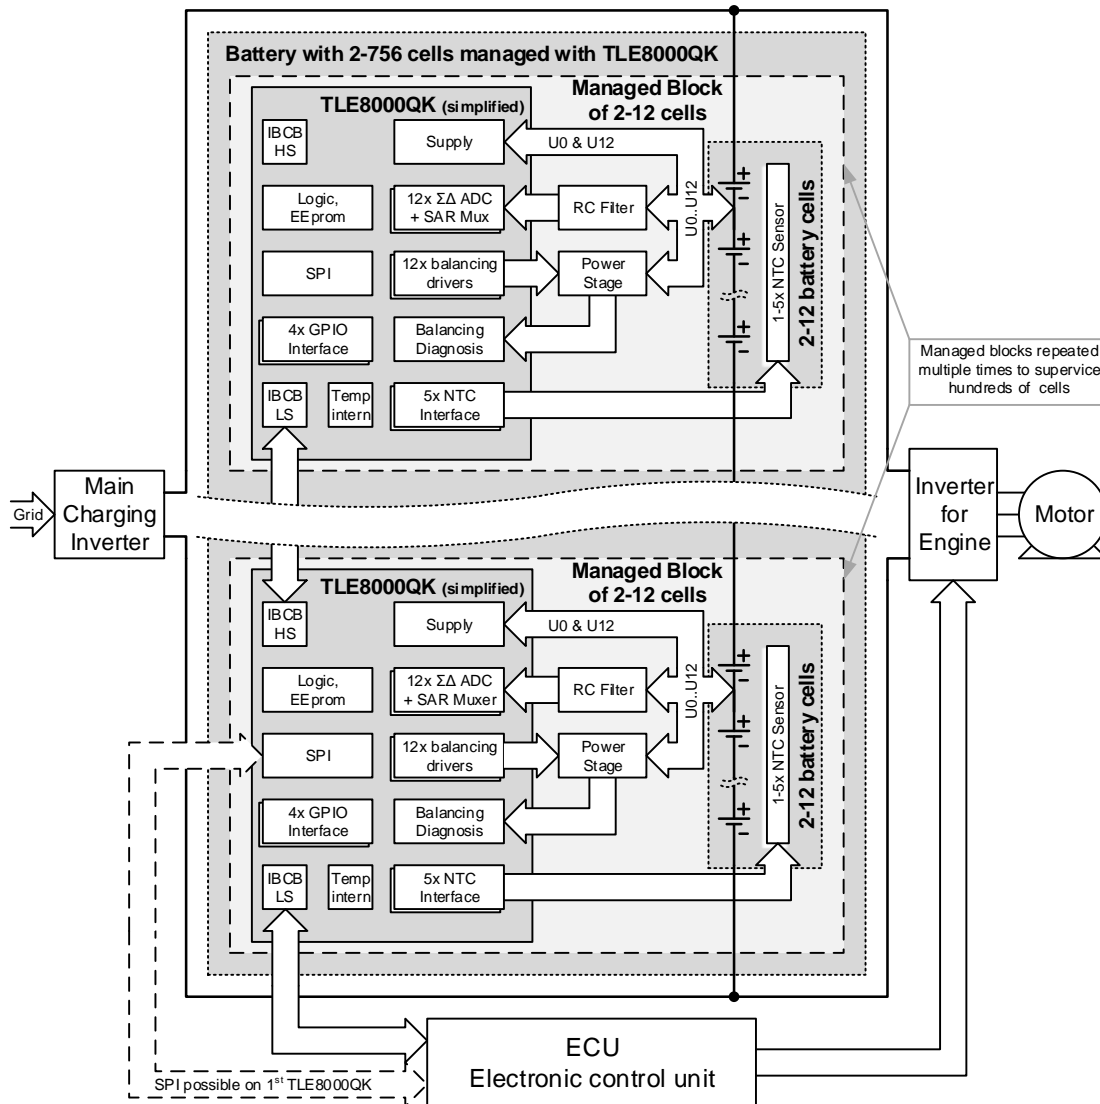 Battery with 2-756 cells managed with TLE8000QK
TLE8000QK (simplified)
Managed Block
of 2-12 cells
IBCB
HS
Supply
U0 & U12
Logic,
EEprom
12x ΣΔ ADC
+ SAR Mux
RC Filter
U0..U12
SPI
12x balancing
drivers
Power
Stage
4x GPIO
Interface
Balancing
Diagnosis
IBCB
LS
Temp
intern
5x NTC
Interface
+
-
+
-
+
-
1-5x NTC Sensor
2-12 battery cells
Managed blocks repeated
multiple times to supervice
hundreds of cells
Grid
Main
Charging
Inverter
Inverter
for
Engine
Motor
TLE8000QK (simplified)
Managed Block
of 2-12 cells
IBCB
HS
Supply
U0 & U12
Logic,
EEprom
12x ΣΔ ADC
+ SAR Muxer
RC Filter
U0..U12
SPI
12x balancing
drivers
Power
Stage
4x GPIO
Interface
Balancing
Diagnosis
IBCB
LS
Temp
intern
5x NTC
Interface
+
-
+
-
+
-
1-5x NTC Sensor
2-12 battery cells
SPI possible on 1st TLE8000QK
ECU
Electronic control unit